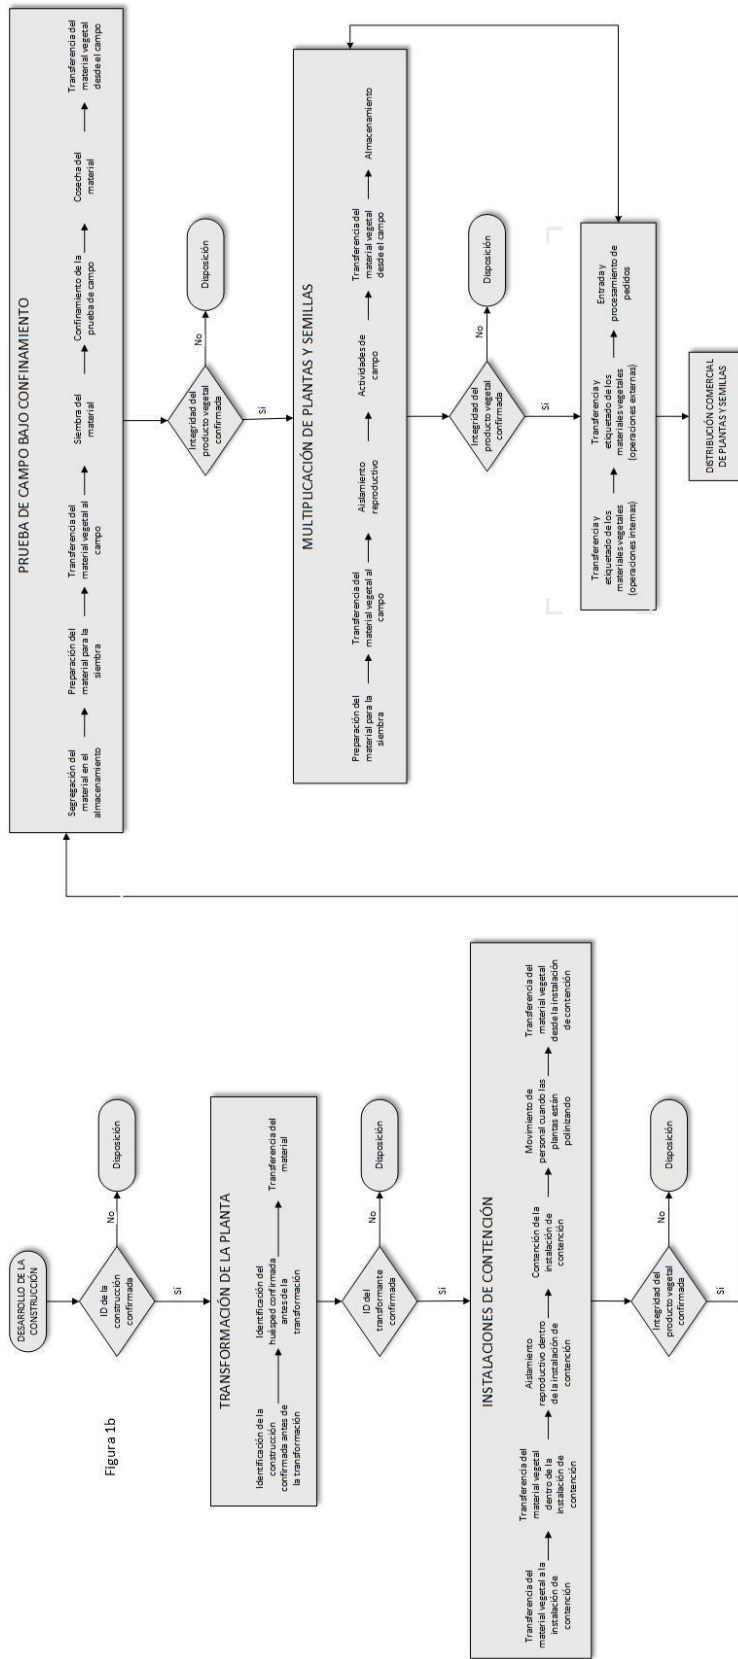 Figura 1b
DESARROLLO DE LA
CONSTRUCCIÓN
ID de la
construcción
confirmada
No
Disposición
Sí
TRANSFORMACIÓN DE LA PLANTA
Identificación de la
construcción
confirmada antes de
la transformación
Identificación del
huésped confirmada
antes de la
transformación
Transferencia del
material
ID del
transformante
confirmada
No
Disposición
Sí
INSTALACIONES DE CONTENCIÓN
Transferencia del
material vegetal a la
instalación de
contención
Transferencia del
material vegetal
dentro de la
instalación de
contención
Aislamiento
reproductivo dentro
de la instalación de
contención
Contención de la
instalación de
contención
Movimiento de
personal cuando las
plantas están
polinizando
Transferencia del
material vegetal
desde la instalación
de contención
Integridad del
producto vegetal
confirmada
No
Disposición
Sí
PRUEBA DE CAMPO BAJO CONFINAMIENTO
Segregación del
material en el
almacenamiento
Preparación del
material para la
siembra
Transferencia del
material vegetal al
campo
Siembra del
material
Confinamiento de la
prueba de campo
Cosecha del
material
Transferencia del
material vegetal
desde el campo
Integridad del
producto vegetal
confirmada
No
Disposición
Sí
MULTIPLICACIÓN DE PLANTAS Y SEMILLAS
Preparación del
material para la
siembra
Transferencia del
material vegetal al
campo
Aislamiento
reproductivo
Actividades de
campo
Transferencia del
material vegetal
desde el campo
Almacenamiento
Integridad del
producto vegetal
confirmada
No
Disposición
Sí
Transferencia y
etiquetado de los
materiales vegetales
(operaciones internas)
Transferencia y
etiquetado de los
materiales vegetales
(operaciones externas)
Entrada y
procesamiento de
pedidos
DISTRIBUCIÓN COMERCIAL
DE PLANTAS Y SEMILLAS